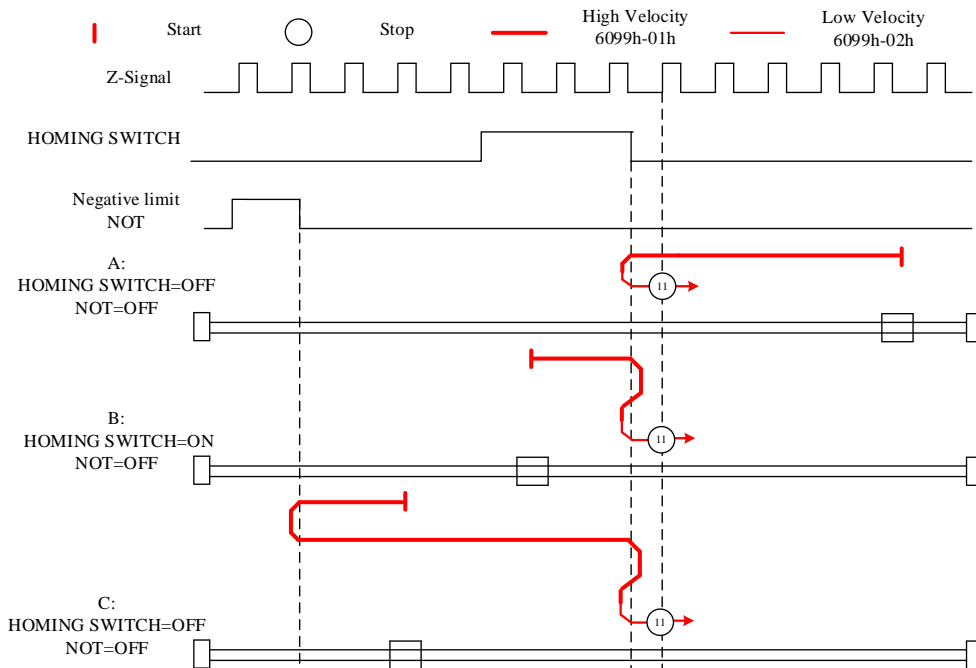 Start
Stop
High Velocity
6099h-01h
Low Velocity
6099h-02h
Z-Signal
HOMING SWITCH
Negative limit
NOT
A:
HOMING SWITCH=OFF
NOT=OFF
11
B:
HOMING SWITCH=ON
NOT=OFF
11
C:
HOMING SWITCH=OFF
NOT=OFF
11